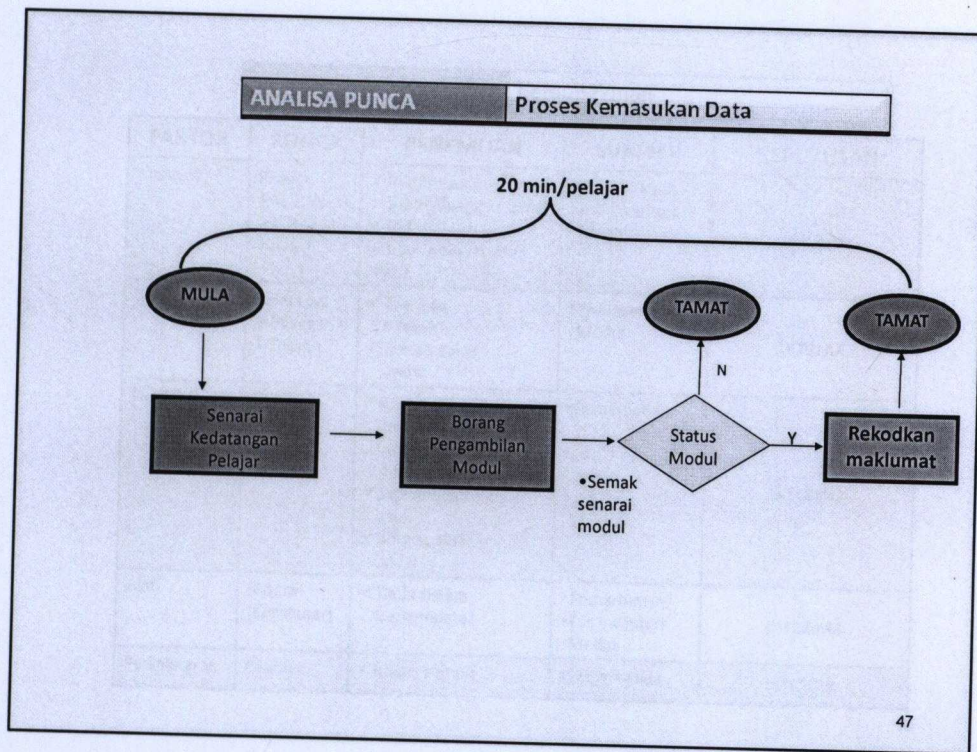 ANALISA PUNCA
Proses Kemasukan Data
20 min/pelajar
MULA
TAMAT
TAMAT
N
Senarai
Kedatangan
Pelajar
Borang
Pengambilan
Modul
Status
Modul
Y
Rekodkan
maklumat
•Semak
senarai
modul
47